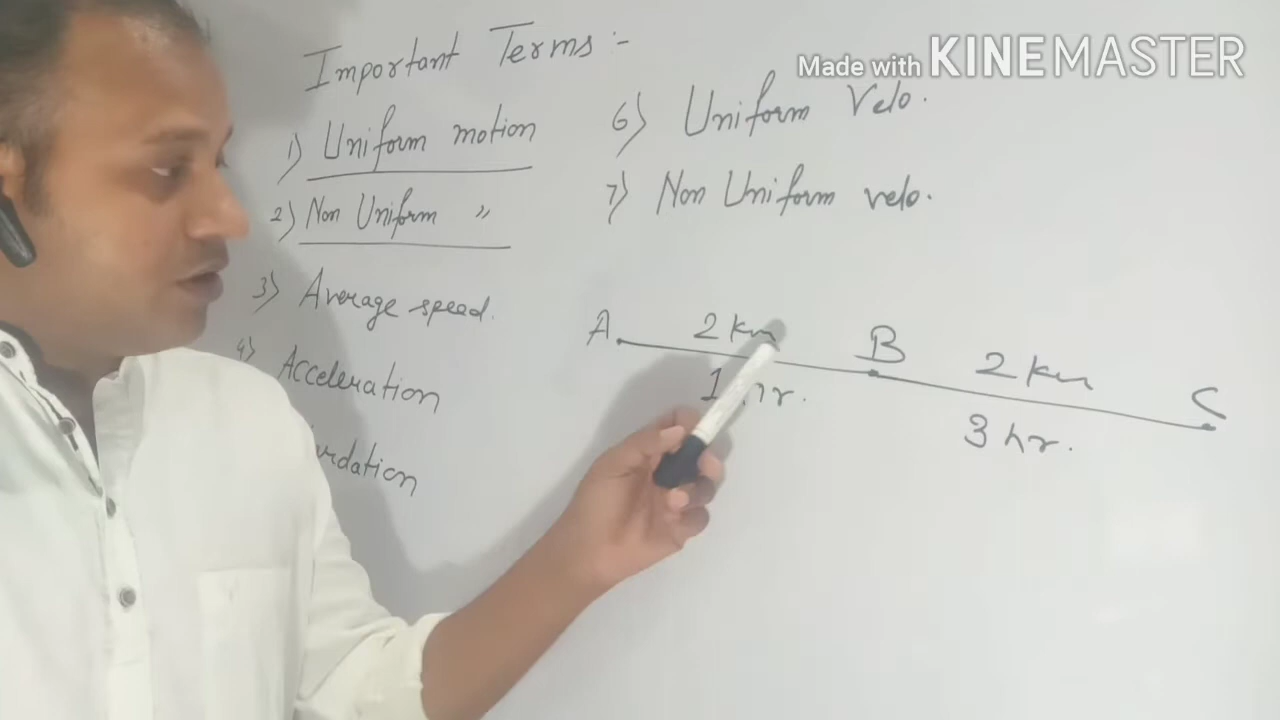 Important Terms :-
1) Uniform motion
2) Non Uniform "
3) Average speed.
4) Acceleration
6) Uniform Velo.
7) Non Uniform velo.
A 2 km B 2 km C
1 hr. 3 hr.
Made with KINEMASTER